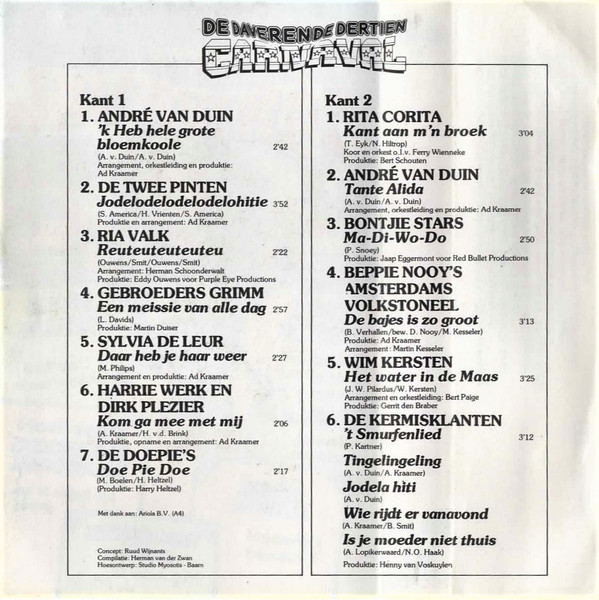 DE DAVERENDE DERTIEN
CARNAVAL
Kant 1
1. ANDRÉ VAN DUIN
'k Heb hele grote
bloemkoole 2'42
(A. v. Duin/A. v. Duin)
Arrangement, orkestleiding en produktie:
Ad Kraamer
2. DE TWEE PINTEN
Jodelodelodelodelohitie 3'52
(S. America/H. Vrienten/S. America)
Produktie en arrangement: Ad Kraamer
3. RIA VALK
Reuteuteuteuteu 2'22
(Ouwens/Smit/Ouwens/Smit)
Arrangement: Herman Schoonderwalt
Produktie: Eddy Ouwens voor Purple Eye Productions
4. GEBROEDERS GRIMM
Een meissie van alle dag 2'57
(L. Davids)
Produktie: Martin Duiser
5. SYLVIA DE LEUR
Daar heb je haar weer 2'27
(M. Philips)
Arrangement en produktie: Ad Kraamer
6. HARRIE WERK EN
DIRK PLEZIER
Kom ga mee met mij 2'06
(A. Kraamer/H. v.d. Brink)
Produktie, opname en arrangement: Ad Kraamer
7. DE DOEPIE'S
Doe Pie Doe 2'17
(M. Boelen/H. Heltzel)
(Produktie: Harry Heltzel)
Met dank aan: Ariola B.V. (A4)
Concept: Ruud Wijnants
Compilatie: Herman van der Zwan
Hoesontwerp: Studio Myosotis - Baarn
Kant 2
1. RITA CORITA
Kant aan m'n broek 3'04
(T. Eyk/N. Hiltrop)
Koor en orkest o.l.v. Ferry Wienneke
Produktie: Bert Schouten
2. ANDRÉ VAN DUIN
Tante Alida 2'42
(A. v. Duin/A. v. Duin)
Arrangement, orkestleiding en produktie: Ad Kraamer
3. BONTJIE STARS
Ma-Di-Wo-Do 2'50
(P. Snoey)
Produktie: Jaap Eggermont voor Red Bullet Productions
4. BEPPIE NOOY'S
AMSTERDAMS
VOLKSTONEEL
De bajes is zo groot 3'13
(B. Verhallen/bew. D. Nooy/M. Kesseler)
Produktie: Ad Kraamer
Arrangement: Martin Kesseler
5. WIM KERSTEN
Het water in de Maas 3'25
(J. W. Pilardus/W. Kersten)
Arrangement en orkestleiding: Bert Paige
Produktie: Gerrit den Braber
6. DE KERMISKLANTEN
't Smurfenlied 3'12
(P. Kartner)
Tingelingeling
(A. v. Duin/A. Kraamer)
Jodela hiti
(A. v. Duin)
Wie rijdt er vanavond
(A. Kraamer/B. Smit)
Is je moeder niet thuis
(A. Lopikerwaard/N.O. Haak)
Produktie: Henny van Voskuylen